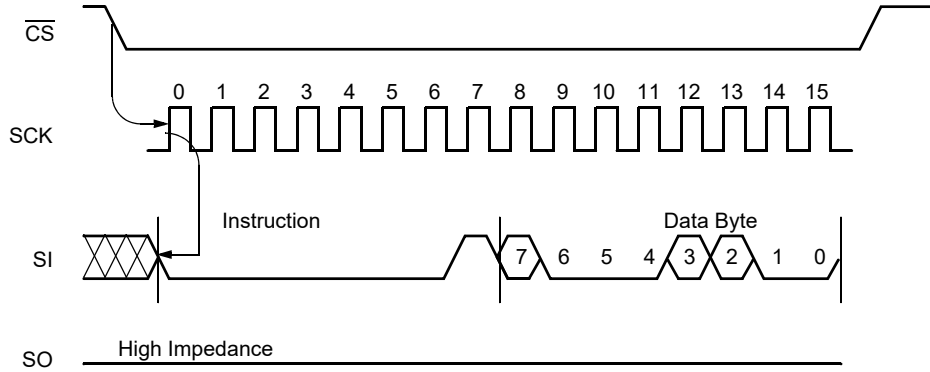 CS
0 1 2 3 4 5 6 7 8 9 10 11 12 13 14 15
SCK
Instruction Data Byte
SI 7 6 5 4 3 2 1 0
High Impedance
SO